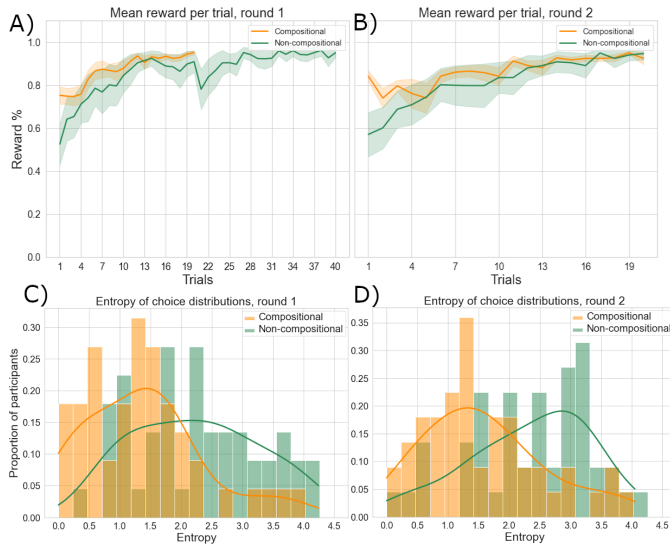 A)
Mean reward per trial, round 1
Compositional
Non-compositional
1.0
0.8
0.6
0.4
0.2
0.0
Reward %
1 4 7 10 13 16 19 22 25 28 31 34 37 40
Trials
B)
Mean reward per trial, round 2
Compositional
Non-compositional
1 3 7 10 13 16 19
Trials
C)
Entropy of choice distributions, round 1
Compositional
Non-compositional
0.30
0.25
0.20
0.15
0.10
0.05
0.00
Proportion of participants
0.0 0.5 1.0 1.5 2.0 2.5 3.0 3.5 4.0 4.5
Entropy
D)
Entropy of choice distributions, round 2
Compositional
Non-compositional
0.35
0.30
0.25
0.20
0.15
0.10
0.05
0.00
0.0 0.5 1.0 1.5 2.0 2.5 3.0 3.5 4.0 4.5
Entropy